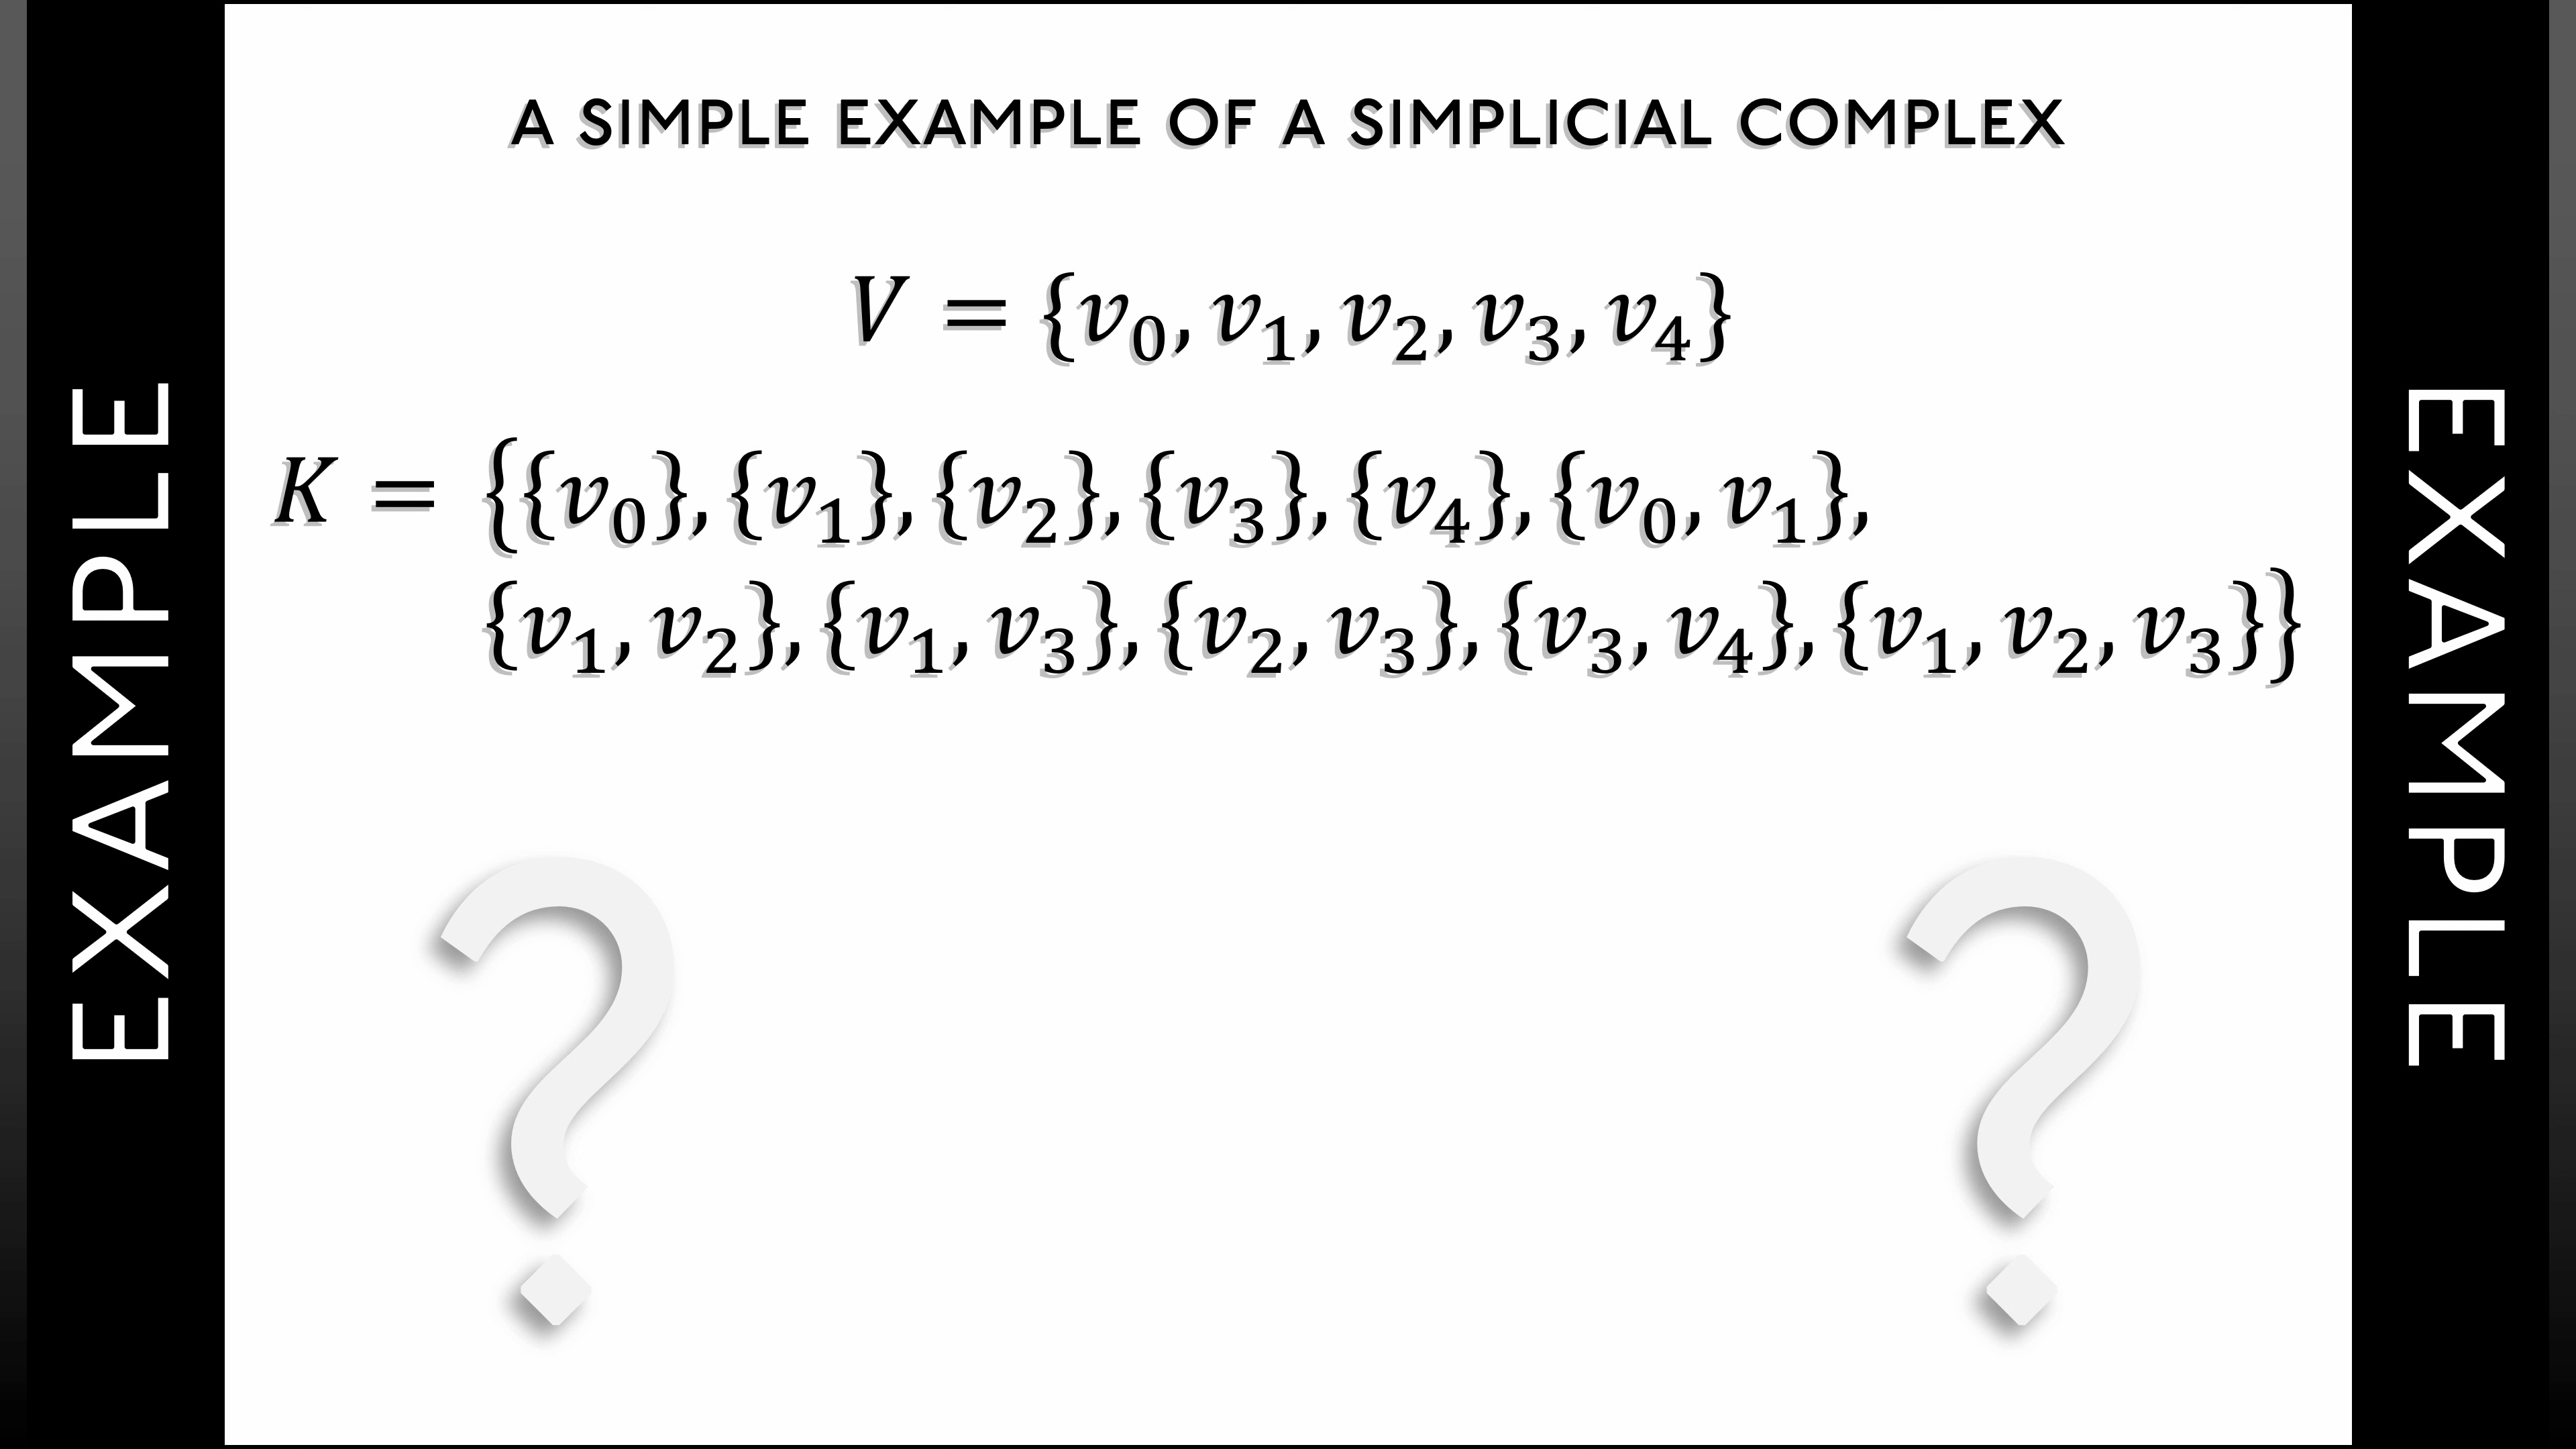 A SIMPLE EXAMPLE OF A SIMPLICIAL COMPLEX
V = {v₀, v₁, v₂, v₃, v₄}
K = {{v₀}, {v₁}, {v₂}, {v₃}, {v₄}, {v₀, v₁},
{v₁, v₂}, {v₁, v₃}, {v₂, v₃}, {v₃, v₄}, {v₁, v₂, v₃}}
? ?
EXAMPLE
EXAMPLE